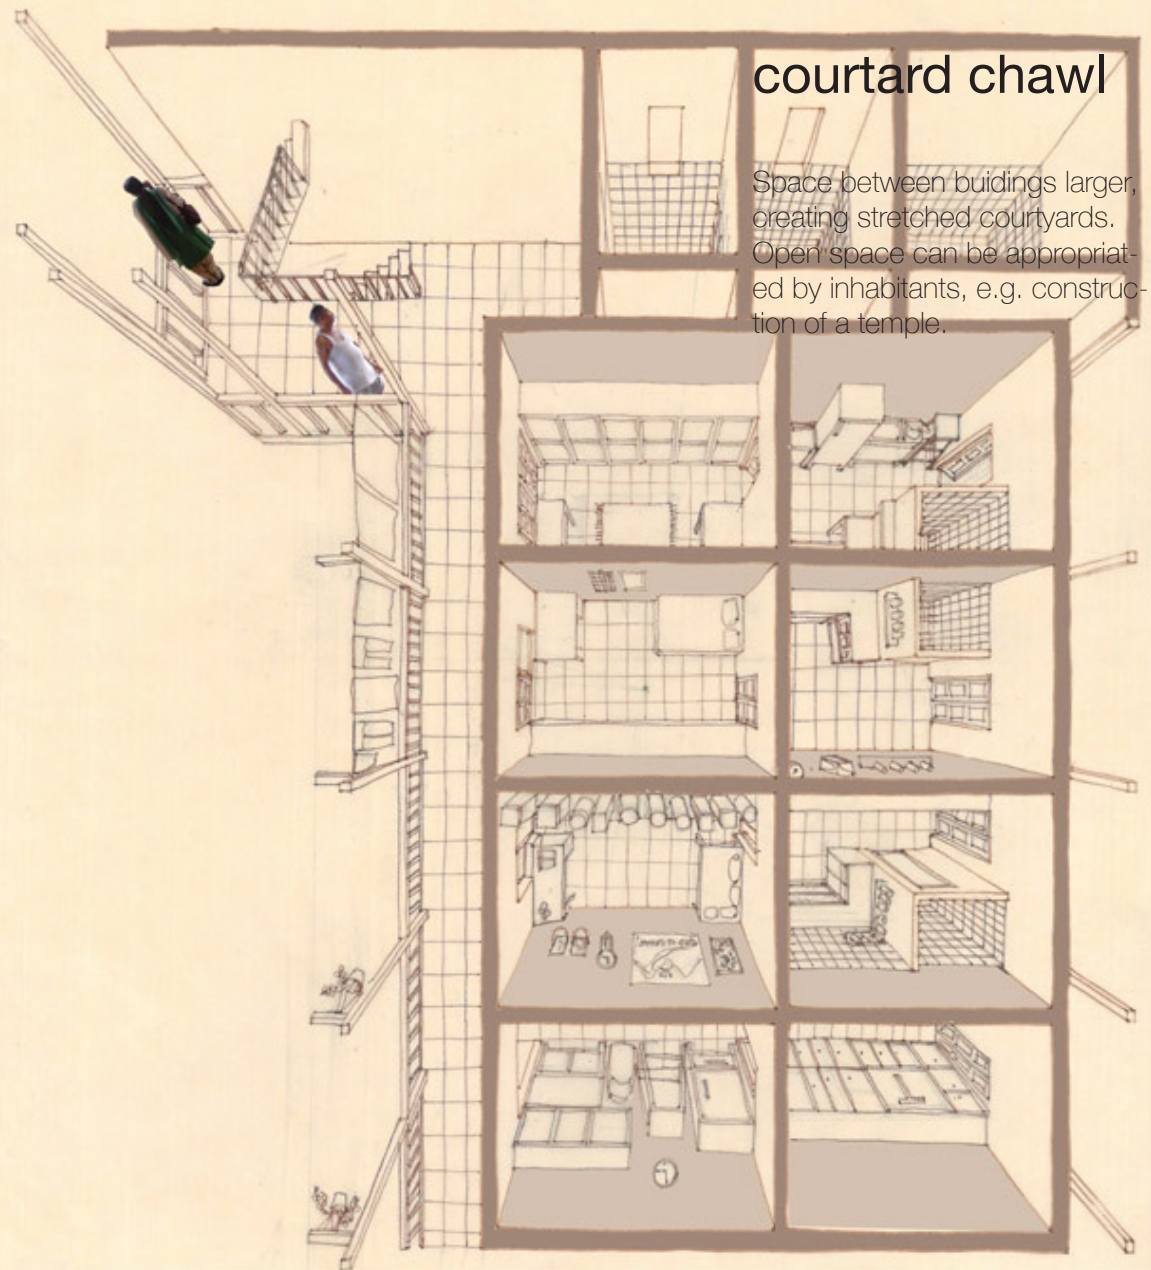 courtard chawl
Space between buidings larger,
creating stretched courtyards.
Open space can be appropriat-
ed by inhabitants, e.g. construc-
tion of a temple.